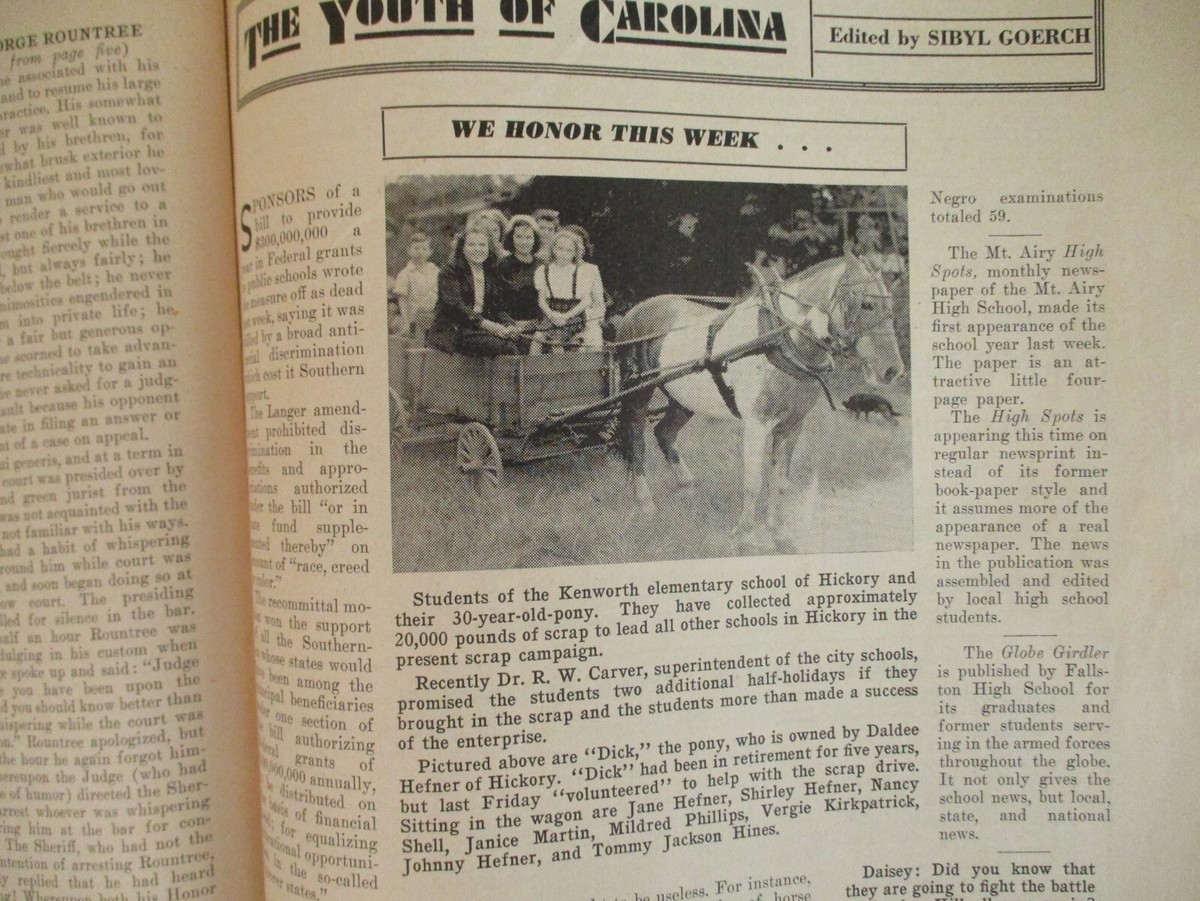 ORGE ROUNTREE
from page five)
associated with his
and to resume his large
practice. His somewhat
was well known to
by his brethren, for
what brusk exterior he
kindliest and most lov-
man who would go out
render a service to a
one of his brethren in
fought fiercely while the
but always fairly; he
below the belt; he never
nimosities engendered in
into private life; he,
a fair but generous op-
scorned to take advan-
technicality to gain an
he never asked for a judg-
because his opponent
in filing an answer or
of a case on appeal.
generis, and at a term in
court was presided over by
and green jurist from the
was not acquainted with the
not familiar with his ways.
had a habit of whispering
round him while court was
and soon began doing so at
court. The presiding
for silence in the bar.
half an hour Rountree was
in his custom when
spoke up and said: "Judge
you have been upon the
you should know better than
whispering while the court was
Rountree apologized, but
the hour he again forgot him-
the Judge (who had
of humor) directed the Sher-
arrest whoever was whispering
him at the bar for con-
The Sheriff, who had not the
intention of arresting Rountree,
replied that he had heard
both his Honor
THE YOUTH OF CAROLINA
Edited by SIBYL GOERCH
WE HONOR THIS WEEK . . .
SPONSORS of a
bill to provide
$300,000,000 a
in Federal grants
public schools wrote
measure off as dead
week, saying it was
by a broad anti-
discrimination
which cost it Southern
The Langer amend-
prohibited dis-
in the
and appro-
authorized
the bill "or in
fund supple-
thereby" on
of "race, creed
color."
The recommittal mo-
won the support
all the Southern-
whose states would
been among the
beneficiaries
one section of
bill authorizing
grants of
annually,
distributed on
basis of financial
for equalizing
opportuni-
in the so-called
states."
Students of the Kenworth elementary school of Hickory and
their 30-year-old-pony. They have collected approximately
20,000 pounds of scrap to lead all other schools in Hickory in the
present scrap campaign.
Recently Dr. R. W. Carver, superintendent of the city schools,
promised the students two additional half-holidays if they
brought in the scrap and the students more than made a success
of the enterprise.
Pictured above are "Dick," the pony, who is owned by Daldee
Hefner of Hickory. "Dick" had been in retirement for five years,
but last Friday "volunteered" to help with the scrap drive.
Sitting in the wagon are Jane Hefner, Shirley Hefner, Nancy
Shell, Janice Martin, Mildred Phillips, Vergie Kirkpatrick,
Johnny Hefner, and Tommy Jackson Hines.
to be useless. For instance,
horse
Negro examinations
totaled 59.
The Mt. Airy High
Spots, monthly news-
paper of the Mt. Airy
High School, made its
first appearance of the
school year last week.
The paper is an at-
tractive little four-
page paper.
The High Spots is
appearing this time on
regular newsprint in-
stead of its former
book-paper style and
it assumes more of the
appearance of a real
newspaper. The news
in the publication was
assembled and edited
by local high school
students.
The Globe Girdler
is published by Falls-
ton High School for
its graduates and
former students serv-
ing in the armed forces
throughout the globe.
It not only gives the
school news, but local,
state, and national
news.
Daisey: Did you know that
they are going to fight the battle